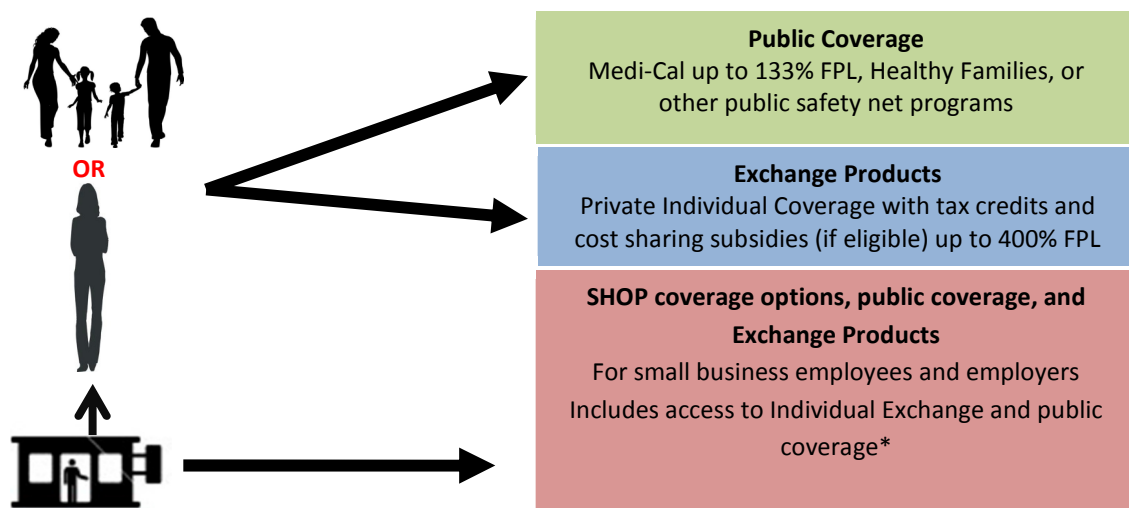 OR
Public Coverage
Medi-Cal up to 133% FPL, Healthy Families, or
other public safety net programs
Exchange Products
Private Individual Coverage with tax credits and
cost sharing subsidies (if eligible) up to 400% FPL
SHOP coverage options, public coverage, and
Exchange Products
For small business employees and employers
Includes access to Individual Exchange and public
coverage*